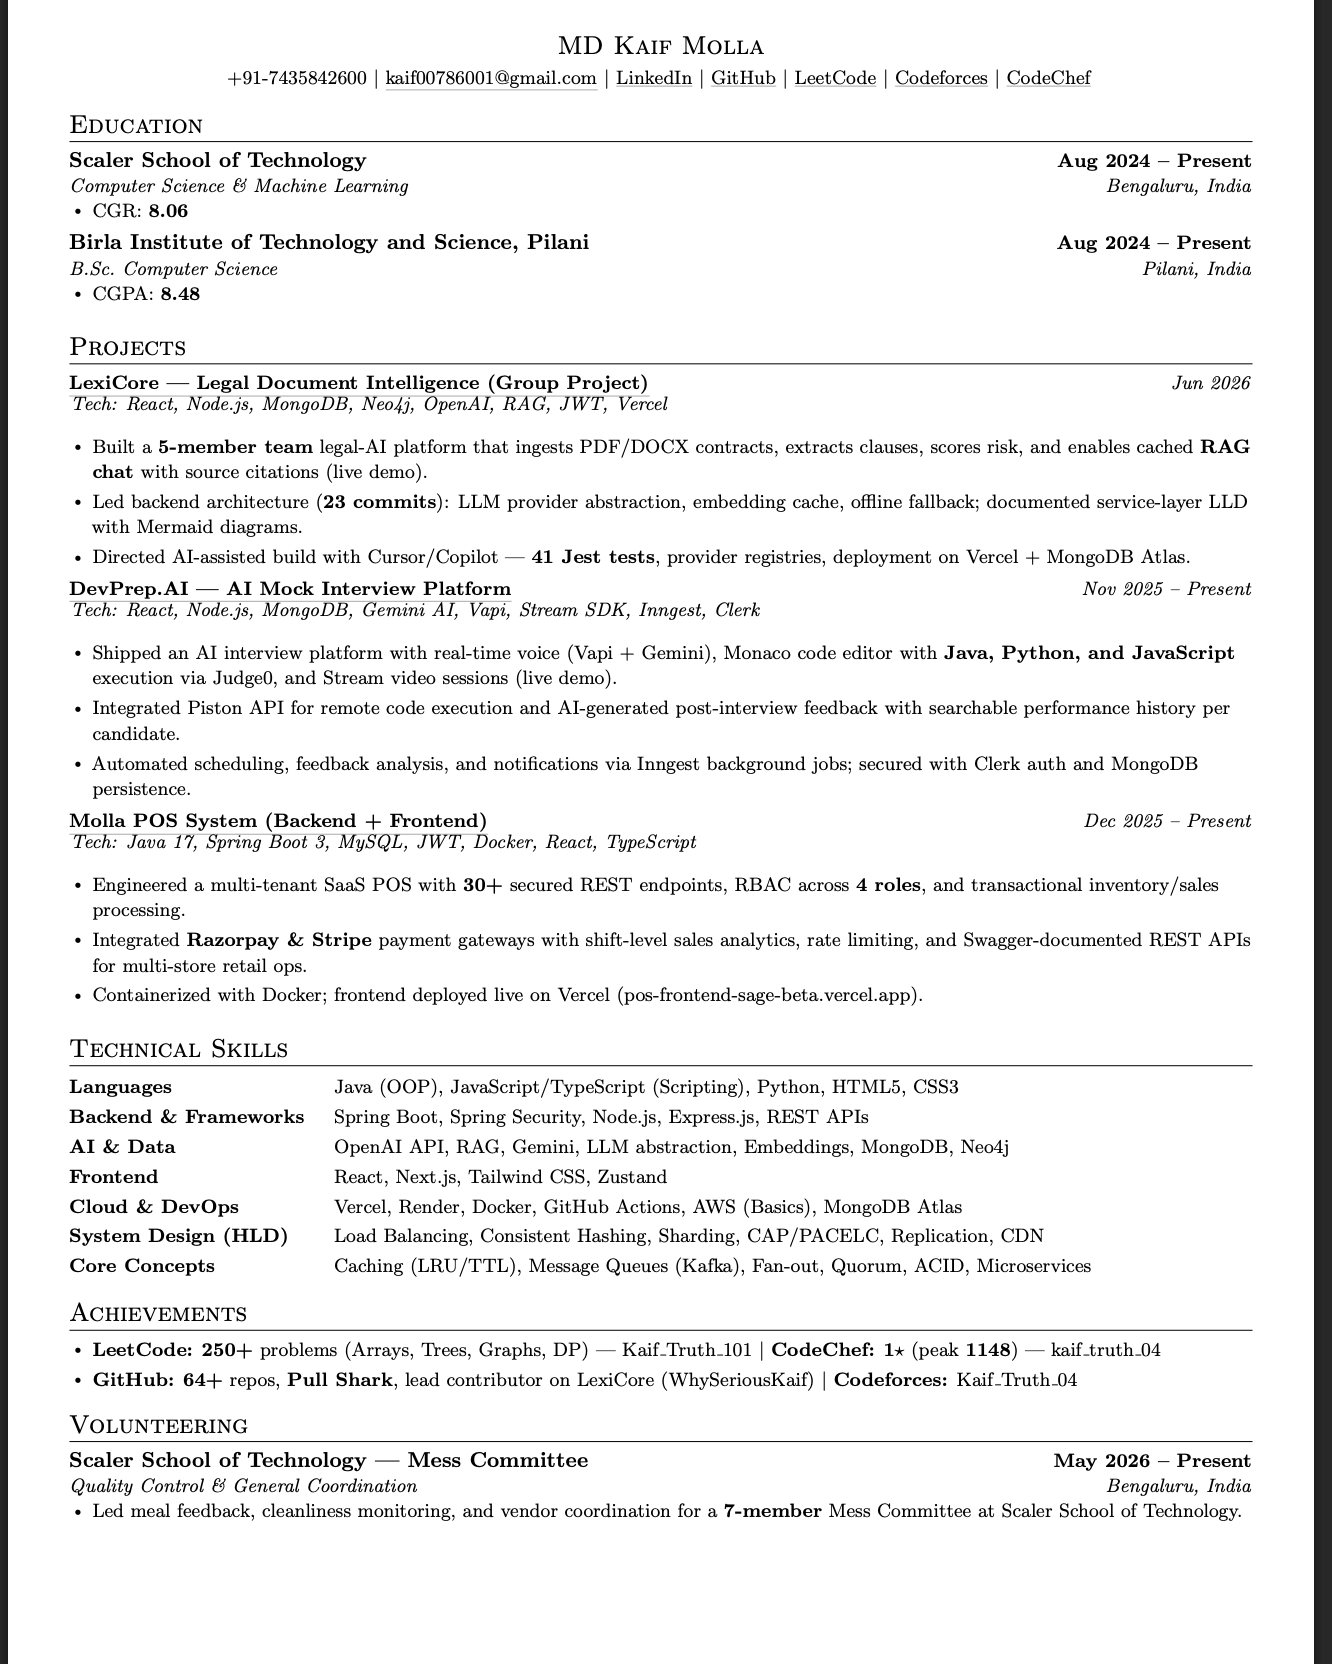 MD Kaif Molla
+91-7435842600 | kaif00786001@gmail.com | LinkedIn | GitHub | LeetCode | Codeforces | CodeChef
Education
Scaler School of Technology Aug 2024 – Present
Computer Science & Machine Learning Bengaluru, India
• CGR: 8.06
Birla Institute of Technology and Science, Pilani Aug 2024 – Present
B.Sc. Computer Science Pilani, India
• CGPA: 8.48
Projects
LexiCore — Legal Document Intelligence (Group Project) Jun 2026
Tech: React, Node.js, MongoDB, Neo4j, OpenAI, RAG, JWT, Vercel
• Built a 5-member team legal-AI platform that ingests PDF/DOCX contracts, extracts clauses, scores risk, and enables cached RAG
chat with source citations (live demo).
• Led backend architecture (23 commits): LLM provider abstraction, embedding cache, offline fallback; documented service-layer LLD
with Mermaid diagrams.
• Directed AI-assisted build with Cursor/Copilot — 41 Jest tests, provider registries, deployment on Vercel + MongoDB Atlas.
DevPrep.AI — AI Mock Interview Platform Nov 2025 – Present
Tech: React, Node.js, MongoDB, Gemini AI, Vapi, Stream SDK, Inngest, Clerk
• Shipped an AI interview platform with real-time voice (Vapi + Gemini), Monaco code editor with Java, Python, and JavaScript
execution via Judge0, and Stream video sessions (live demo).
• Integrated Piston API for remote code execution and AI-generated post-interview feedback with searchable performance history per
candidate.
• Automated scheduling, feedback analysis, and notifications via Inngest background jobs; secured with Clerk auth and MongoDB
persistence.
Molla POS System (Backend + Frontend) Dec 2025 – Present
Tech: Java 17, Spring Boot 3, MySQL, JWT, Docker, React, TypeScript
• Engineered a multi-tenant SaaS POS with 30+ secured REST endpoints, RBAC across 4 roles, and transactional inventory/sales
processing.
• Integrated Razorpay & Stripe payment gateways with shift-level sales analytics, rate limiting, and Swagger-documented REST APIs
for multi-store retail ops.
• Containerized with Docker; frontend deployed live on Vercel (pos-frontend-sage-beta.vercel.app).
Technical Skills
Languages Java (OOP), JavaScript/TypeScript (Scripting), Python, HTML5, CSS3
Backend & Frameworks Spring Boot, Spring Security, Node.js, Express.js, REST APIs
AI & Data OpenAI API, RAG, Gemini, LLM abstraction, Embeddings, MongoDB, Neo4j
Frontend React, Next.js, Tailwind CSS, Zustand
Cloud & DevOps Vercel, Render, Docker, GitHub Actions, AWS (Basics), MongoDB Atlas
System Design (HLD) Load Balancing, Consistent Hashing, Sharding, CAP/PACELC, Replication, CDN
Core Concepts Caching (LRU/TTL), Message Queues (Kafka), Fan-out, Quorum, ACID, Microservices
Achievements
• LeetCode: 250+ problems (Arrays, Trees, Graphs, DP) — Kaif_Truth_101 | CodeChef: 1⋆ (peak 1148) — kaif_truth_04
• GitHub: 64+ repos, Pull Shark, lead contributor on LexiCore (WhySeriousKaif) | Codeforces: Kaif_Truth_04
Volunteering
Scaler School of Technology — Mess Committee May 2026 – Present
Quality Control & General Coordination Bengaluru, India
• Led meal feedback, cleanliness monitoring, and vendor coordination for a 7-member Mess Committee at Scaler School of Technology.